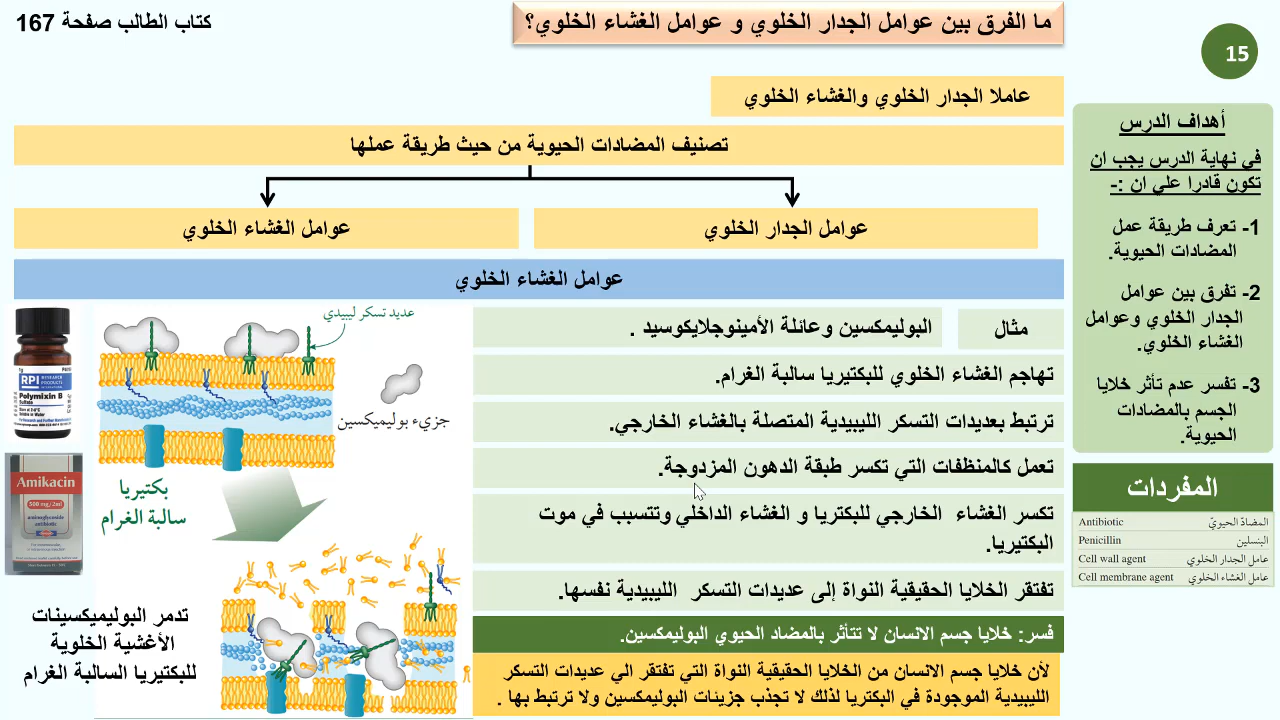 كتاب الطالب صفحة 167
ما الفرق بين عوامل الجدار الخلوي و عوامل الغشاء الخلوي؟
15
عاملا الجدار الخلوي والغشاء الخلوي
تصنيف المضادات الحيوية من حيث طريقة عملها
عوامل الجدار الخلوي
عوامل الغشاء الخلوي
عوامل الغشاء الخلوي
مثال
البوليمكسين وعائلة الأمينوجلايكوسيد .
تهاجم الغشاء الخلوي للبكتيريا سالبة الغرام.
ترتبط بعديدات التسكر الليبيدية المتصلة بالغشاء الخارجي.
تعمل كالمنظفات التي تكسر طبقة الدهون المزدوجة.
تكسر الغشاء الخارجي للبكتريا و الغشاء الداخلي وتتسبب في موت
البكتيريا.
تفتقر الخلايا الحقيقية النواة إلى عديدات التسكر الليبيدية نفسها.
فسر: خلايا جسم الانسان لا تتأثر بالمضاد الحيوي البوليمكسين.
لأن خلايا جسم الانسان من الخلايا الحقيقية النواة التي تفتقر الي عديدات التسكر
الليبيدية الموجودة في البكتريا لذلك لا تجذب جزيئات البوليمكسين ولا ترتبط بها .
عديد تسكر ليبيدي
جزيء بوليميكسين
بكتيريا
سالبة الغرام
تدمر البوليميكسينات
الأغشية الخلوية
للبكتيريا السالبة الغرام
RPI
Polymixin B
Amikacin
500 mg/2ml
أهداف الدرس
في نهاية الدرس يجب ان
تكون قادرا علي ان :-
1- تعرف طريقة عمل
المضادات الحيوية.
2- تفرق بين عوامل
الجدار الخلوي وعوامل
الغشاء الخلوي.
3- تفسر عدم تأثر خلايا
الجسم بالمضادات
الحيوية.
المفردات
Antibiotic المضادّ الحيويّ
Penicillin البنسلين
Cell wall agent عامل الجدار الخلوي
Cell membrane agent عامل الغشاء الخلوي